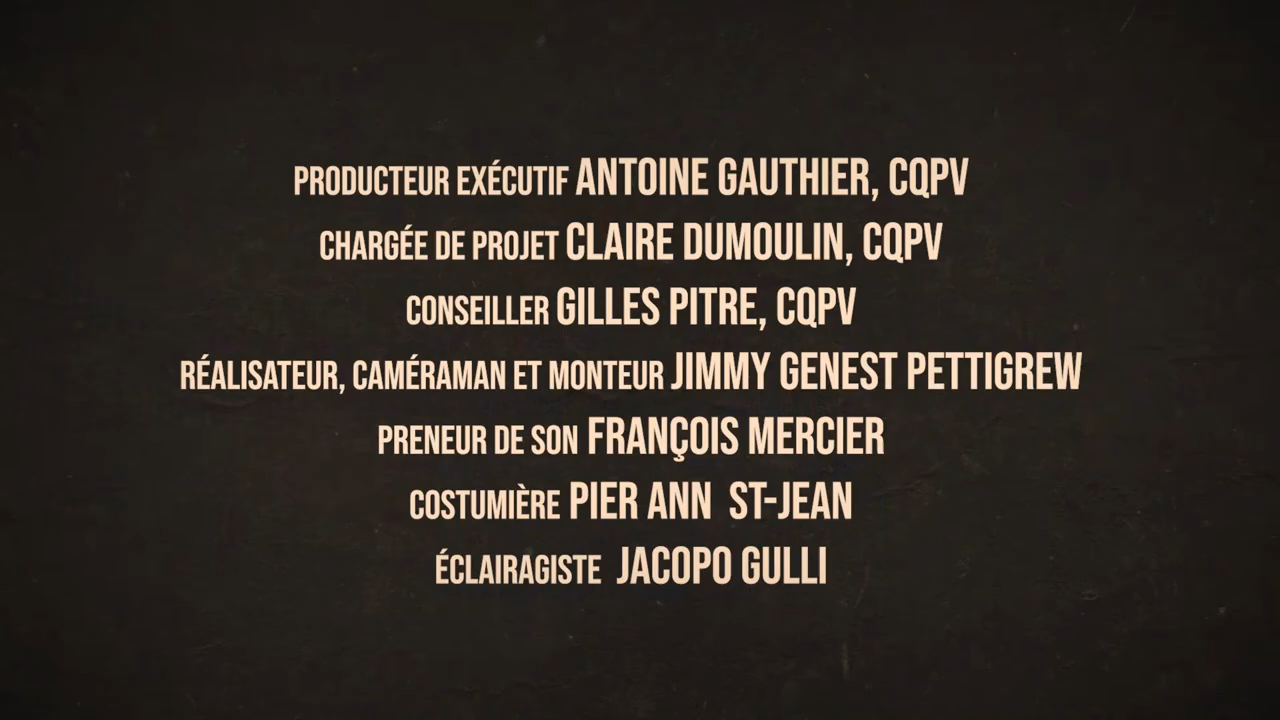 PRODUCTEUR EXÉCUTIF ANTOINE GAUTHIER, CQPV
CHARGÉE DE PROJET CLAIRE DUMOULIN, CQPV
CONSEILLER GILLES PITRE, CQPV
RÉALISATEUR, CAMÉRAMAN ET MONTEUR JIMMY GENEST PETTIGREW
PRENEUR DE SON FRANÇOIS MERCIER
COSTUMIÈRE PIER ANN ST-JEAN
ÉCLAIRAGISTE JACOPO GULLI